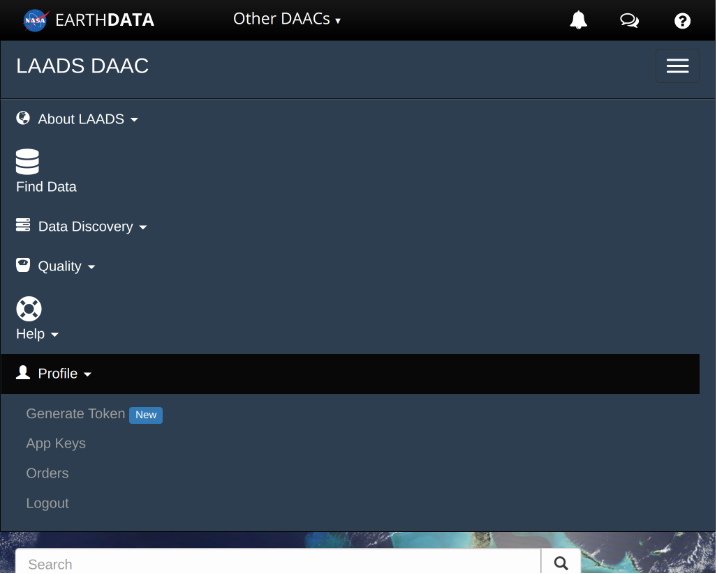 NASA EARTHDATA Other DAACs ▾
LAADS DAAC
About LAADS
Find Data
Data Discovery
Quality
Help
Profile
Generate Token New
App Keys
Orders
Logout
Search